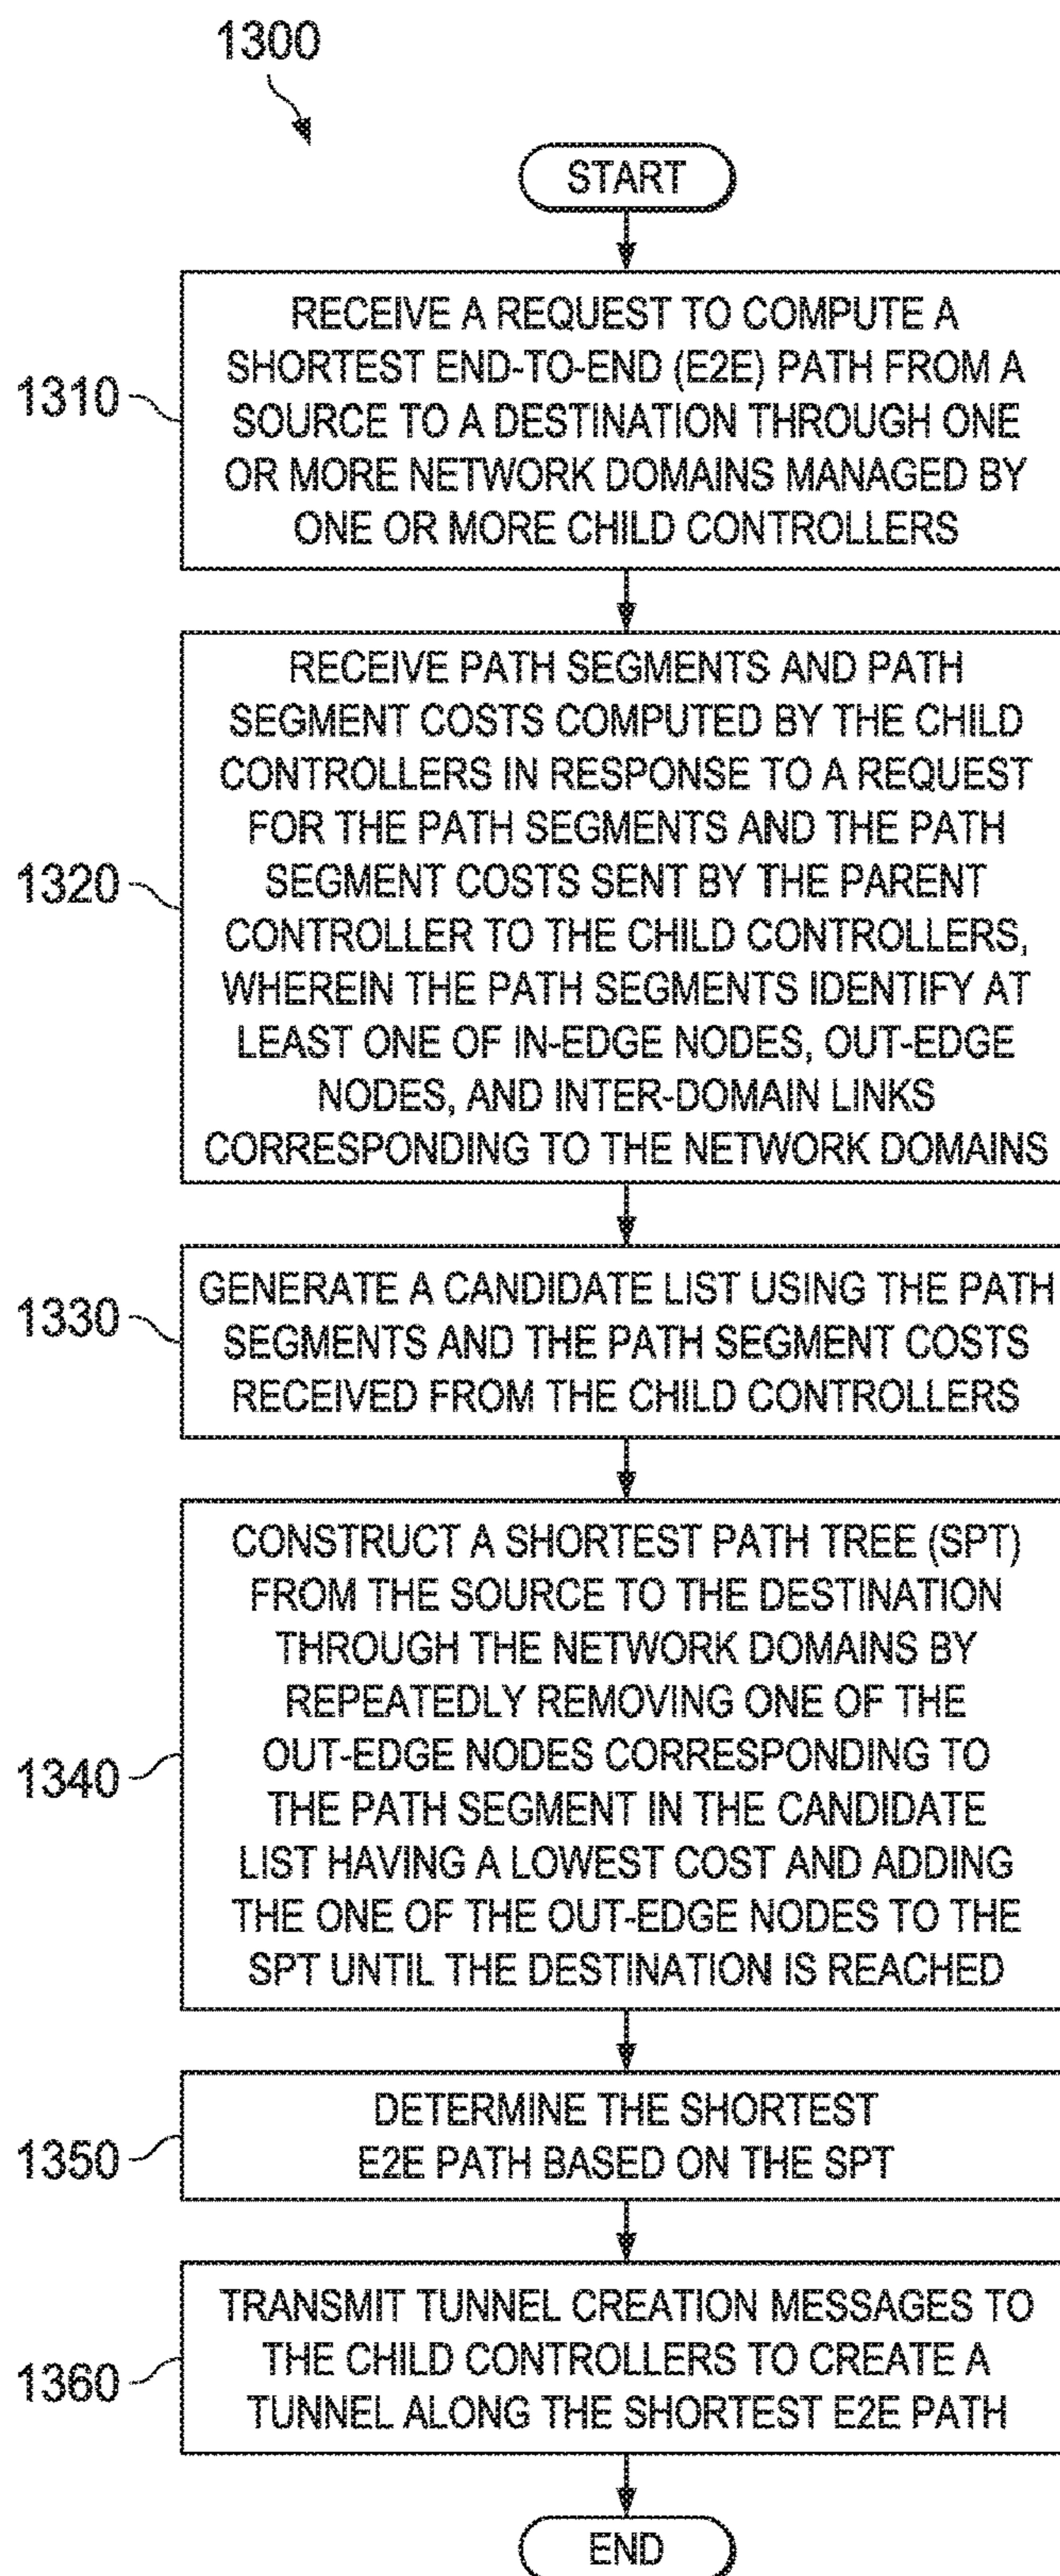 1300
START
1310
RECEIVE A REQUEST TO COMPUTE A
SHORTEST END-TO-END (E2E) PATH FROM A
SOURCE TO A DESTINATION THROUGH ONE
OR MORE NETWORK DOMAINS MANAGED BY
ONE OR MORE CHILD CONTROLLERS
1320
RECEIVE PATH SEGMENTS AND PATH
SEGMENT COSTS COMPUTED BY THE CHILD
CONTROLLERS IN RESPONSE TO A REQUEST
FOR THE PATH SEGMENTS AND THE PATH
SEGMENT COSTS SENT BY THE PARENT
CONTROLLER TO THE CHILD CONTROLLERS,
WHEREIN THE PATH SEGMENTS IDENTIFY AT
LEAST ONE OF IN-EDGE NODES, OUT-EDGE
NODES, AND INTER-DOMAIN LINKS
CORRESPONDING TO THE NETWORK DOMAINS
1330
GENERATE A CANDIDATE LIST USING THE PATH
SEGMENTS AND THE PATH SEGMENT COSTS
RECEIVED FROM THE CHILD CONTROLLERS
1340
CONSTRUCT A SHORTEST PATH TREE (SPT)
FROM THE SOURCE TO THE DESTINATION
THROUGH THE NETWORK DOMAINS BY
REPEATEDLY REMOVING ONE OF THE
OUT-EDGE NODES CORRESPONDING TO
THE PATH SEGMENT IN THE CANDIDATE
LIST HAVING A LOWEST COST AND ADDING
THE ONE OF THE OUT-EDGE NODES TO THE
SPT UNTIL THE DESTINATION IS REACHED
1350
DETERMINE THE SHORTEST
E2E PATH BASED ON THE SPT
1360
TRANSMIT TUNNEL CREATION MESSAGES TO
THE CHILD CONTROLLERS TO CREATE A
TUNNEL ALONG THE SHORTEST E2E PATH
END